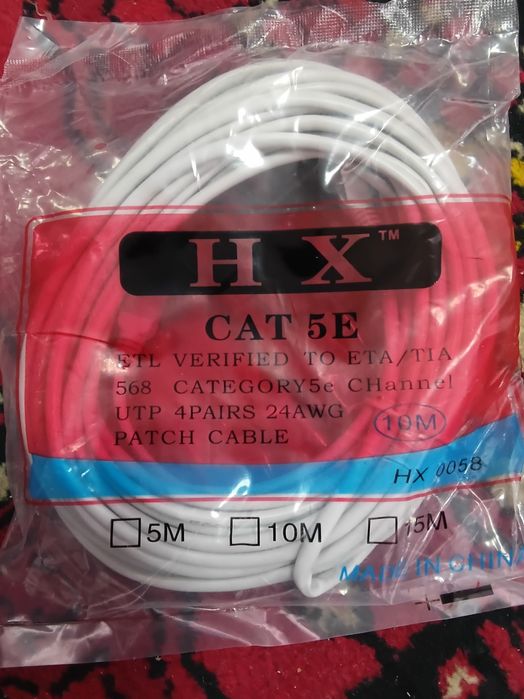 HX™
CAT 5E
ETL VERIFIED TO ETA/TIA
568 CATEGORY5e CHannel
UTP 4PAIRS 24AWG
10M
PATCH CABLE
HX 0058
5M 10M 15M
MADE IN CHINA